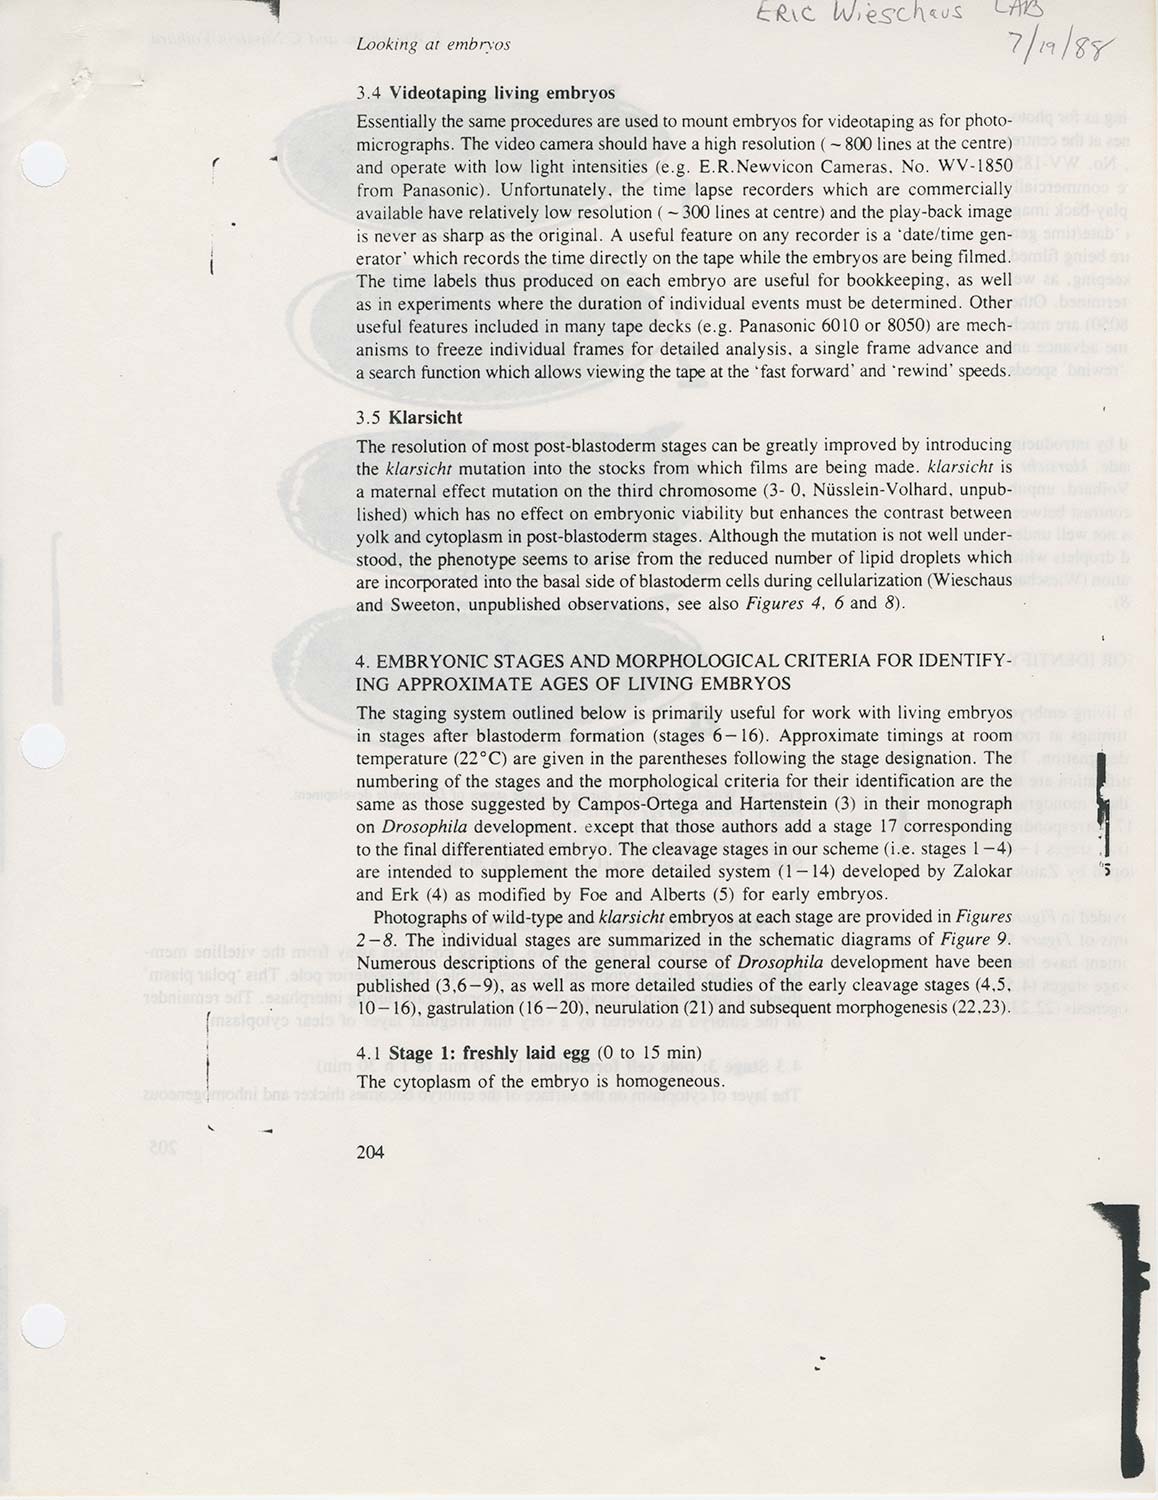 ERIC Wieschaus LAB
7/19/88
Looking at embryos
3.4 Videotaping living embryos
Essentially the same procedures are used to mount embryos for videotaping as for photo-
micrographs. The video camera should have a high resolution (~800 lines at the centre)
and operate with low light intensities (e.g. E.R.Newvicon Cameras, No. WV-1850
from Panasonic). Unfortunately, the time lapse recorders which are commercially
available have relatively low resolution (~300 lines at centre) and the play-back image
is never as sharp as the original. A useful feature on any recorder is a 'date/time gen-
erator' which records the time directly on the tape while the embryos are being filmed.
The time labels thus produced on each embryo are useful for bookkeeping, as well
as in experiments where the duration of individual events must be determined. Other
useful features included in many tape decks (e.g. Panasonic 6010 or 8050) are mech-
anisms to freeze individual frames for detailed analysis, a single frame advance and
a search function which allows viewing the tape at the 'fast forward' and 'rewind' speeds.
3.5 Klarsicht
The resolution of most post-blastoderm stages can be greatly improved by introducing
the klarsicht mutation into the stocks from which films are being made. klarsicht is
a maternal effect mutation on the third chromosome (3- 0, Nüsslein-Volhard, unpub-
lished) which has no effect on embryonic viability but enhances the contrast between
yolk and cytoplasm in post-blastoderm stages. Although the mutation is not well under-
stood, the phenotype seems to arise from the reduced number of lipid droplets which
are incorporated into the basal side of blastoderm cells during cellularization (Wieschaus
and Sweeton, unpublished observations, see also Figures 4, 6 and 8).
4. EMBRYONIC STAGES AND MORPHOLOGICAL CRITERIA FOR IDENTIFY-
ING APPROXIMATE AGES OF LIVING EMBRYOS
The staging system outlined below is primarily useful for work with living embryos
in stages after blastoderm formation (stages 6–16). Approximate timings at room
temperature (22°C) are given in the parentheses following the stage designation. The
numbering of the stages and the morphological criteria for their identification are the
same as those suggested by Campos-Ortega and Hartenstein (3) in their monograph
on Drosophila development. except that those authors add a stage 17 corresponding
to the final differentiated embryo. The cleavage stages in our scheme (i.e. stages 1–4)
are intended to supplement the more detailed system (1–14) developed by Zalokar
and Erk (4) as modified by Foe and Alberts (5) for early embryos.
Photographs of wild-type and klarsicht embryos at each stage are provided in Figures
2–8. The individual stages are summarized in the schematic diagrams of Figure 9.
Numerous descriptions of the general course of Drosophila development have been
published (3,6–9), as well as more detailed studies of the early cleavage stages (4,5,
10–16), gastrulation (16–20), neurulation (21) and subsequent morphogenesis (22,23).
4.1 Stage 1: freshly laid egg (0 to 15 min)
The cytoplasm of the embryo is homogeneous.
204